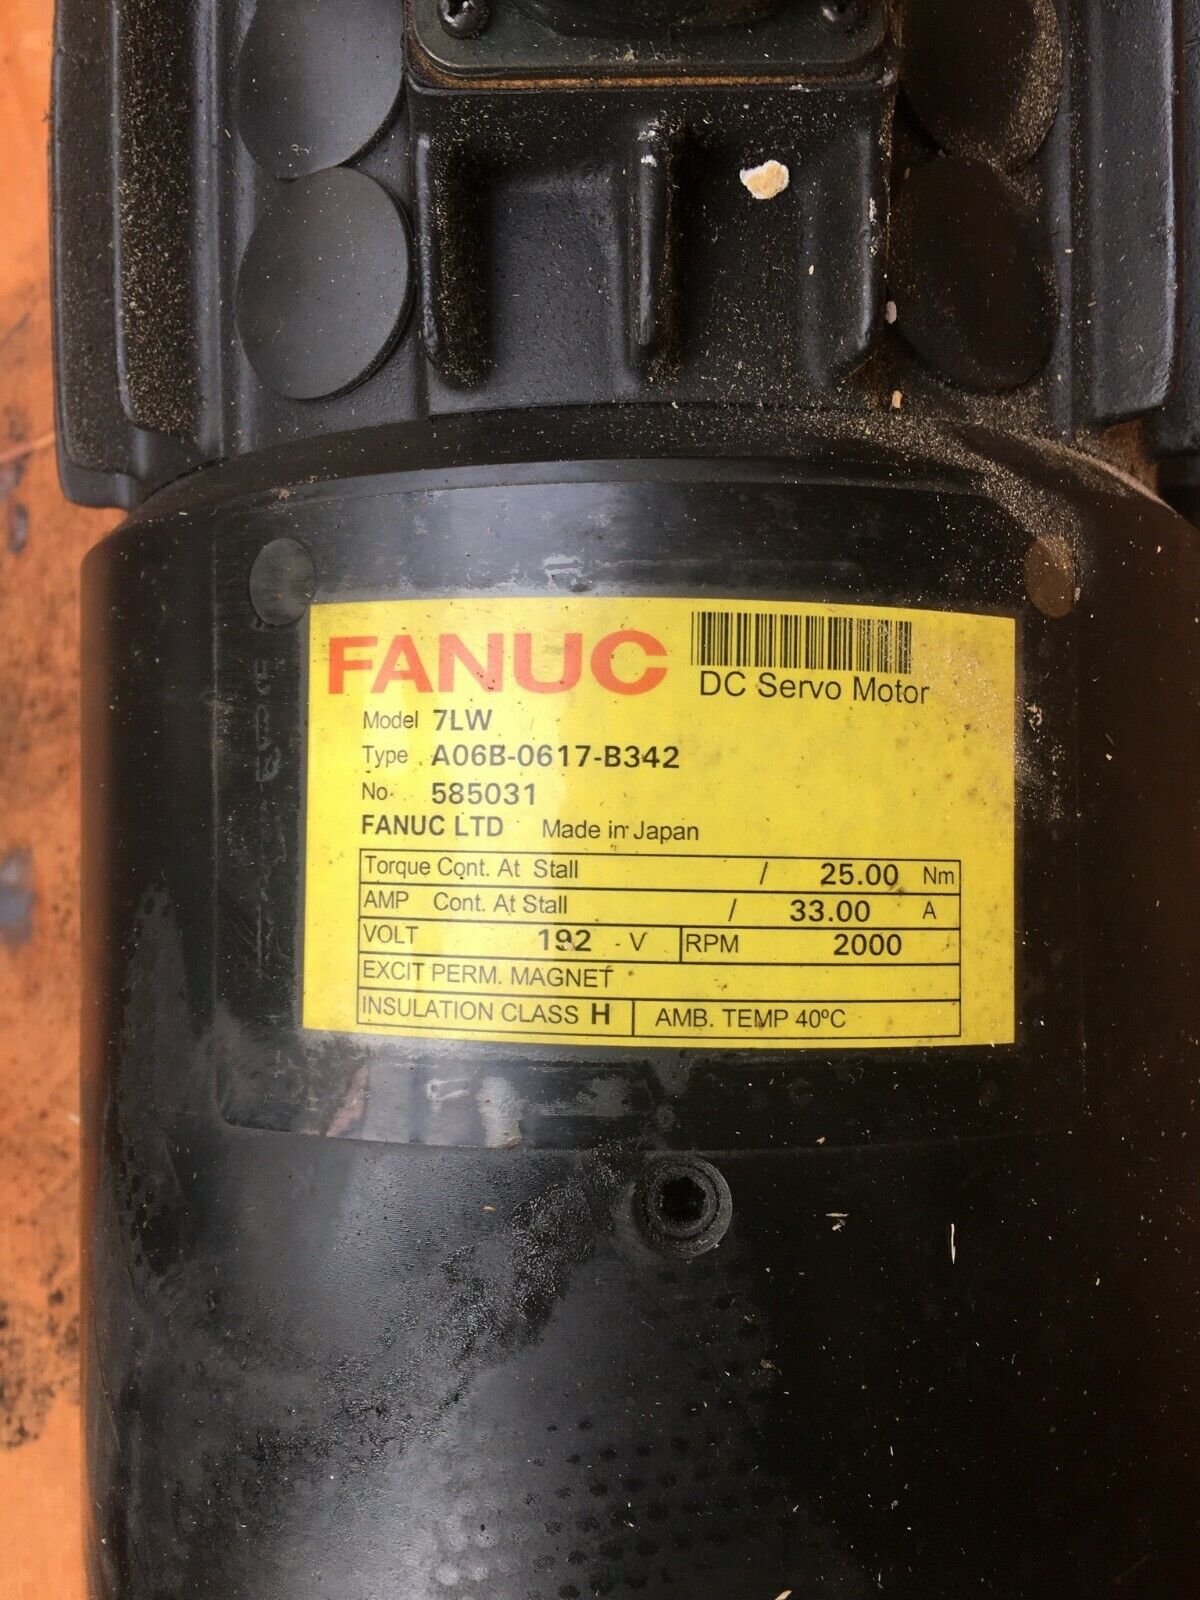 FANUC
DC Servo Motor
Model 7LW
Type A06B-0617-B342
No. 585031
FANUC LTD Made in Japan
Torque Cont. At Stall / 25.00 Nm
AMP Cont. At Stall / 33.00 A
VOLT 192 V RPM 2000
EXCIT PERM. MAGNET
INSULATION CLASS H AMB. TEMP 40ºC